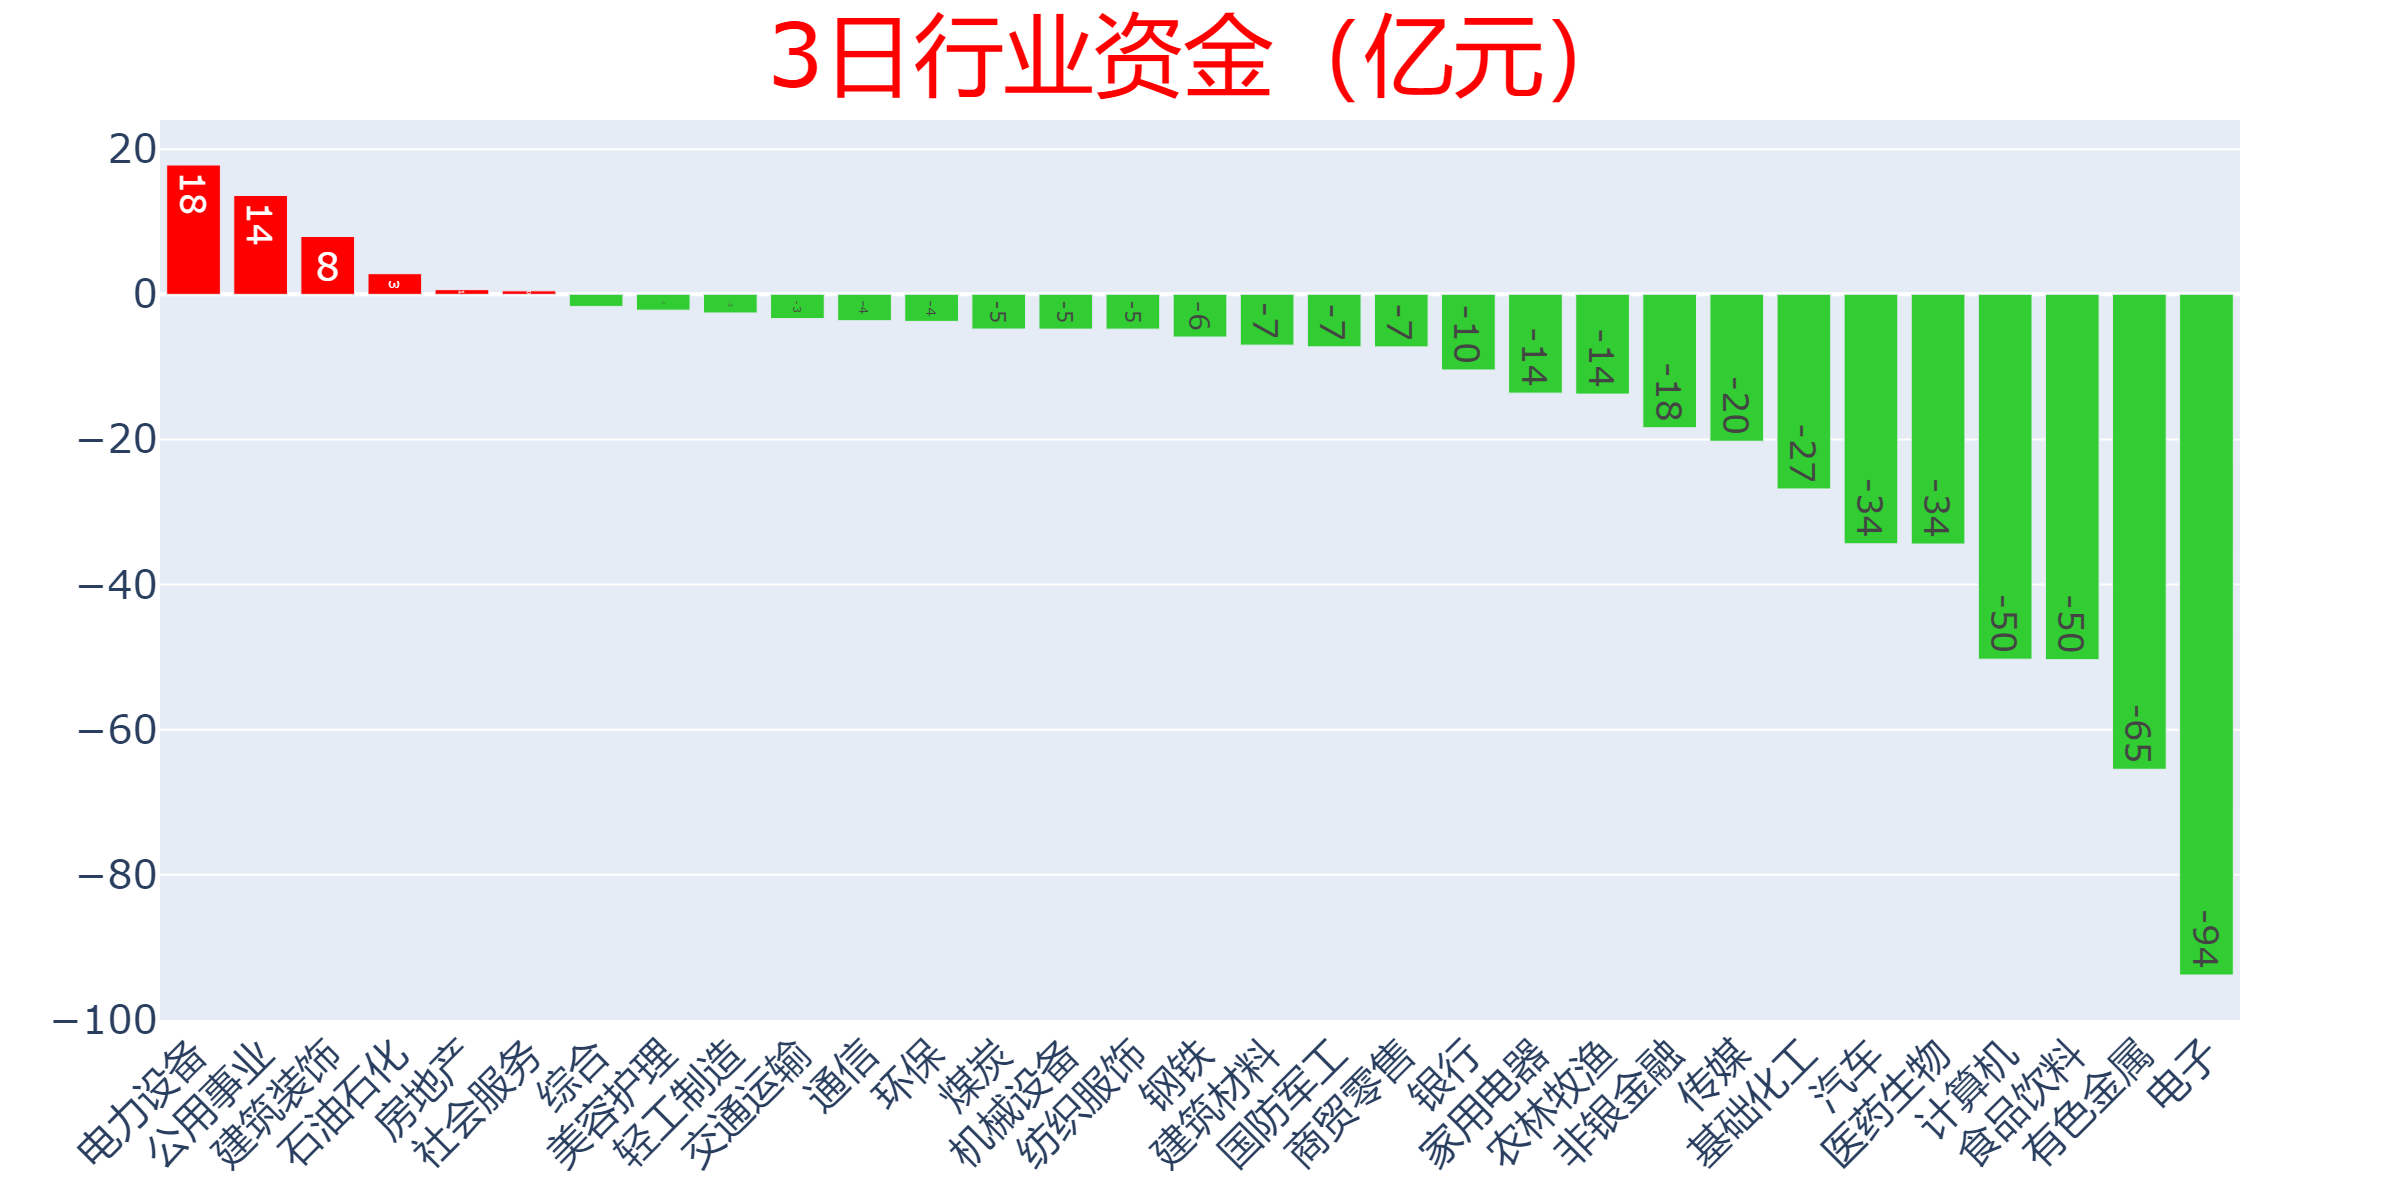 3日行业资金（亿元）
20
0
−20
−40
−60
−80
−100
18
14
8
3
1
-3
-4
-4
-5
-5
-5
-6
-7
-7
-7
-10
-14
-14
-18
-20
-27
-34
-34
-50
-50
-65
-94
电力设备
公用事业
建筑装饰
石油石化
房地产
社会服务
综合
美容护理
轻工制造
交通运输
通信
环保
煤炭
机械设备
纺织服饰
钢铁
建筑材料
国防军工
商贸零售
银行
家用电器
农林牧渔
非银金融
传媒
基础化工
汽车
医药生物
计算机
食品饮料
有色金属
电子